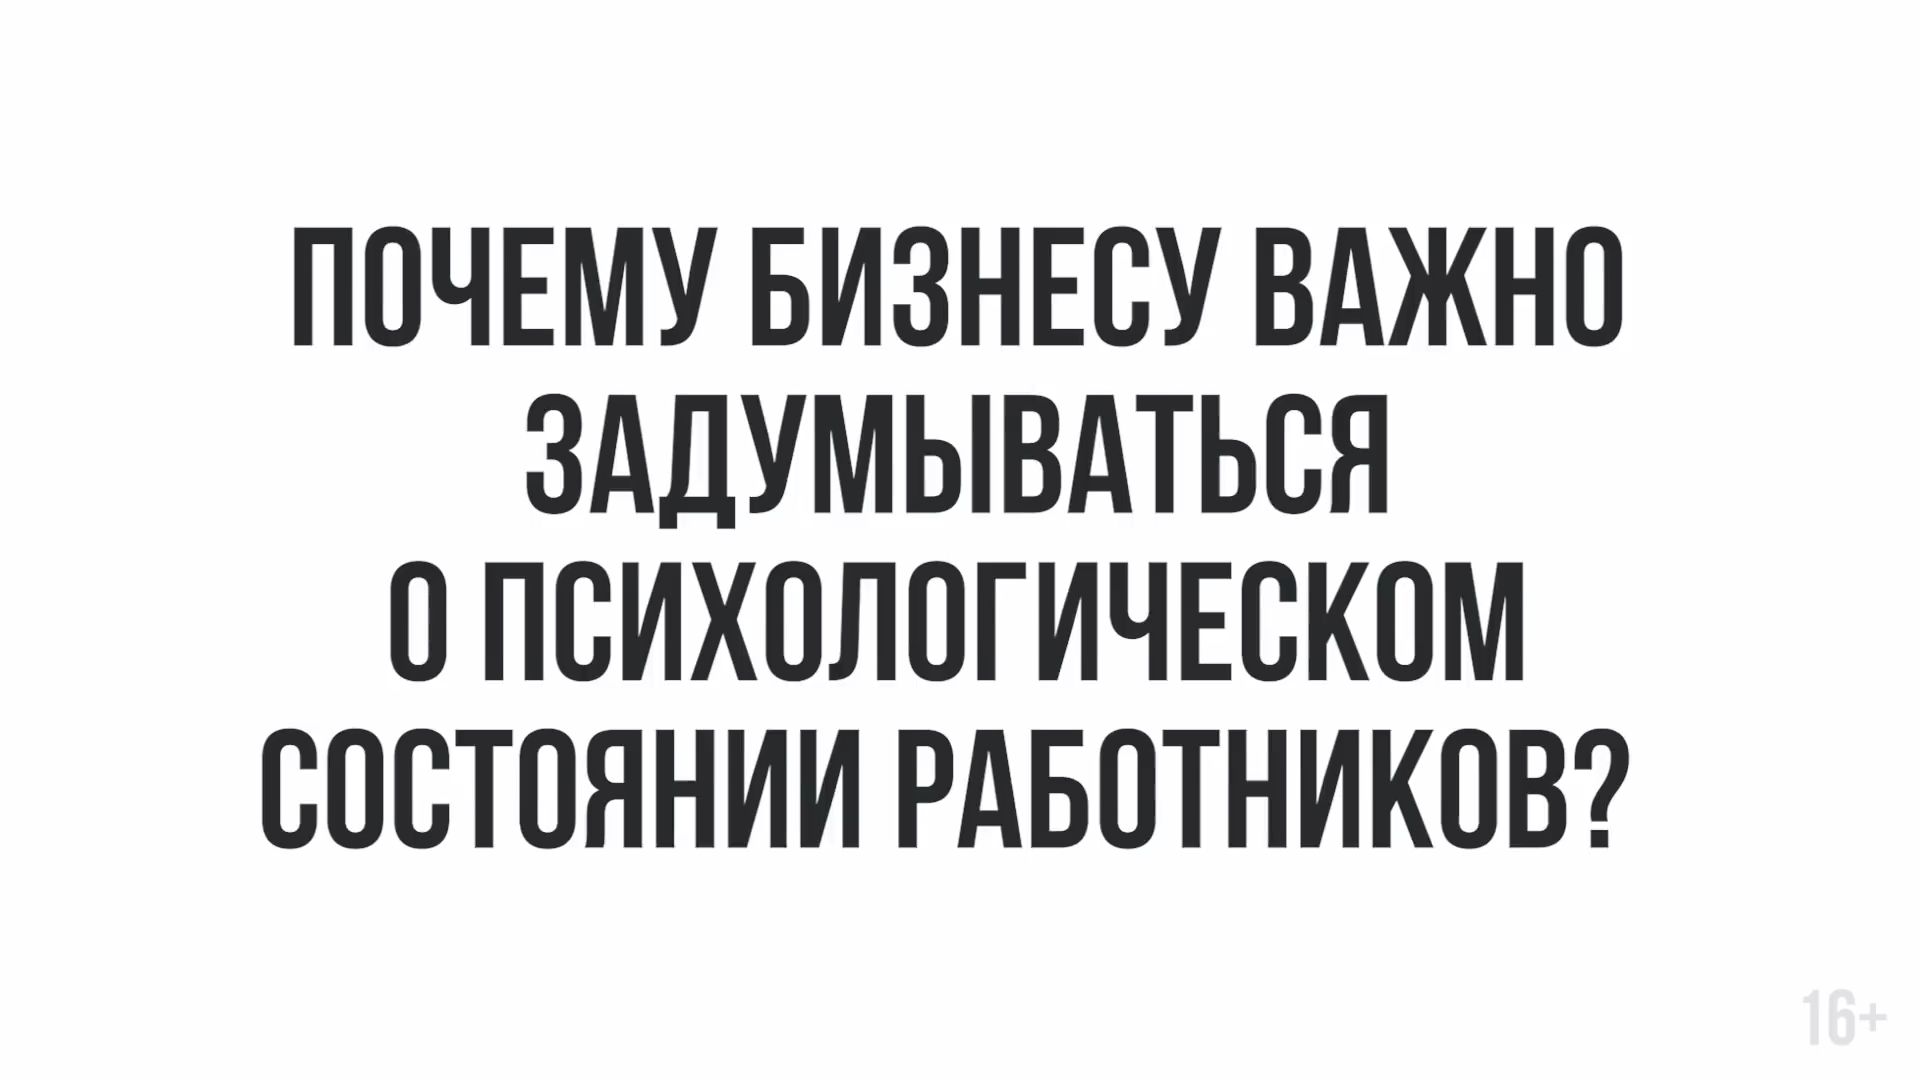 ПОЧЕМУ БИЗНЕСУ ВАЖНО
ЗАДУМЫВАТЬСЯ
О ПСИХОЛОГИЧЕСКОМ
СОСТОЯНИИ РАБОТНИКОВ?
16+